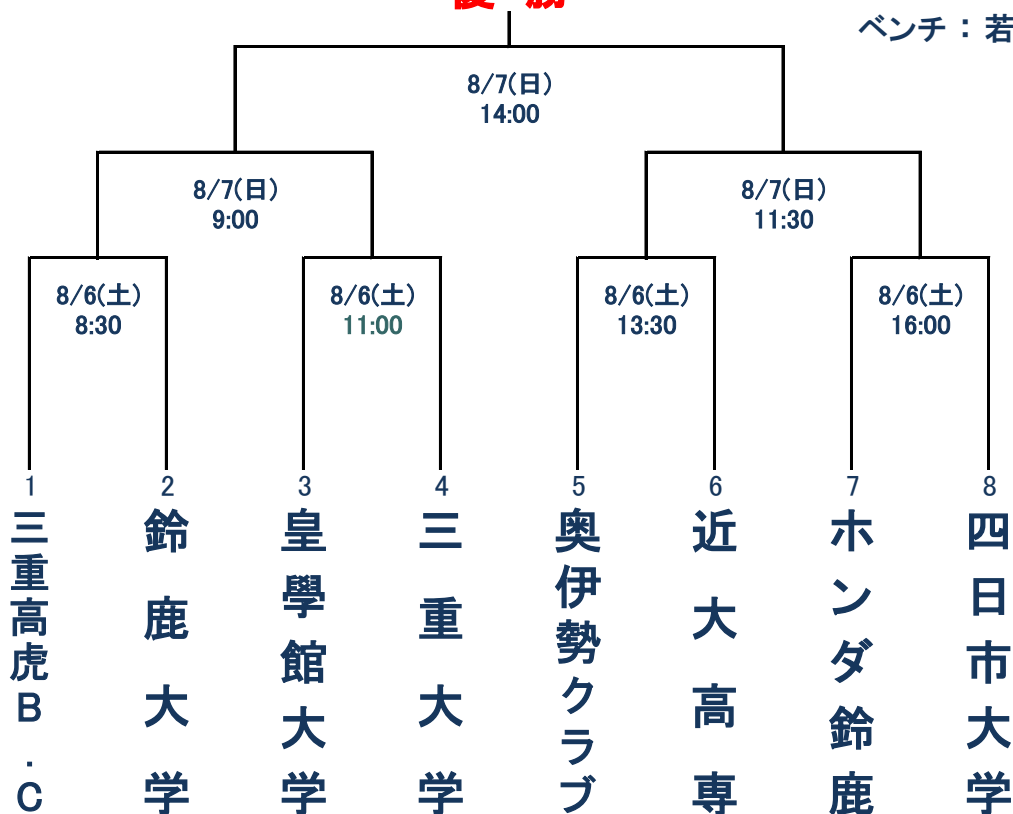 優勝
ベンチ：若
8/7(日)
14:00
8/7(日)
9:00
8/7(日)
11:30
8/6(土)
8:30
8/6(土)
11:00
8/6(土)
13:30
8/6(土)
16:00
1
2
3
4
5
6
7
8
三重高虎B.C
鈴鹿大学
皇學館大学
三重大学
奥伊勢クラブ
近大高専
ホンダ鈴鹿
四日市大学